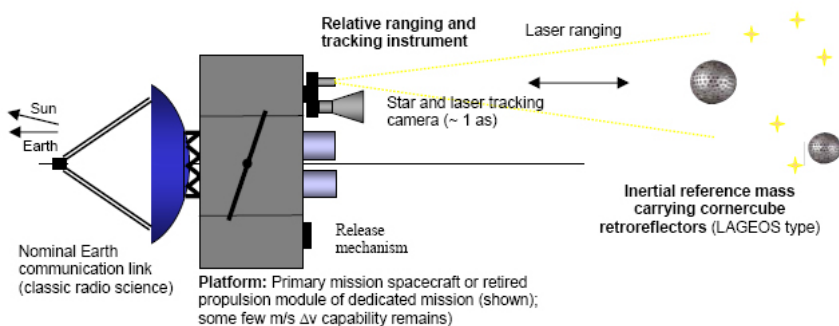 Relative ranging and
tracking instrument
Laser ranging
Sun
Earth
Star and laser tracking
camera (~ 1 as)
Inertial reference mass
carrying cornercube
retroreflectors (LAGEOS type)
Release
mechanism
Nominal Earth
communication link
(classic radio science)
Platform: Primary mission spacecraft or retired
propulsion module of dedicated mission (shown);
some few m/s Δv capability remains)